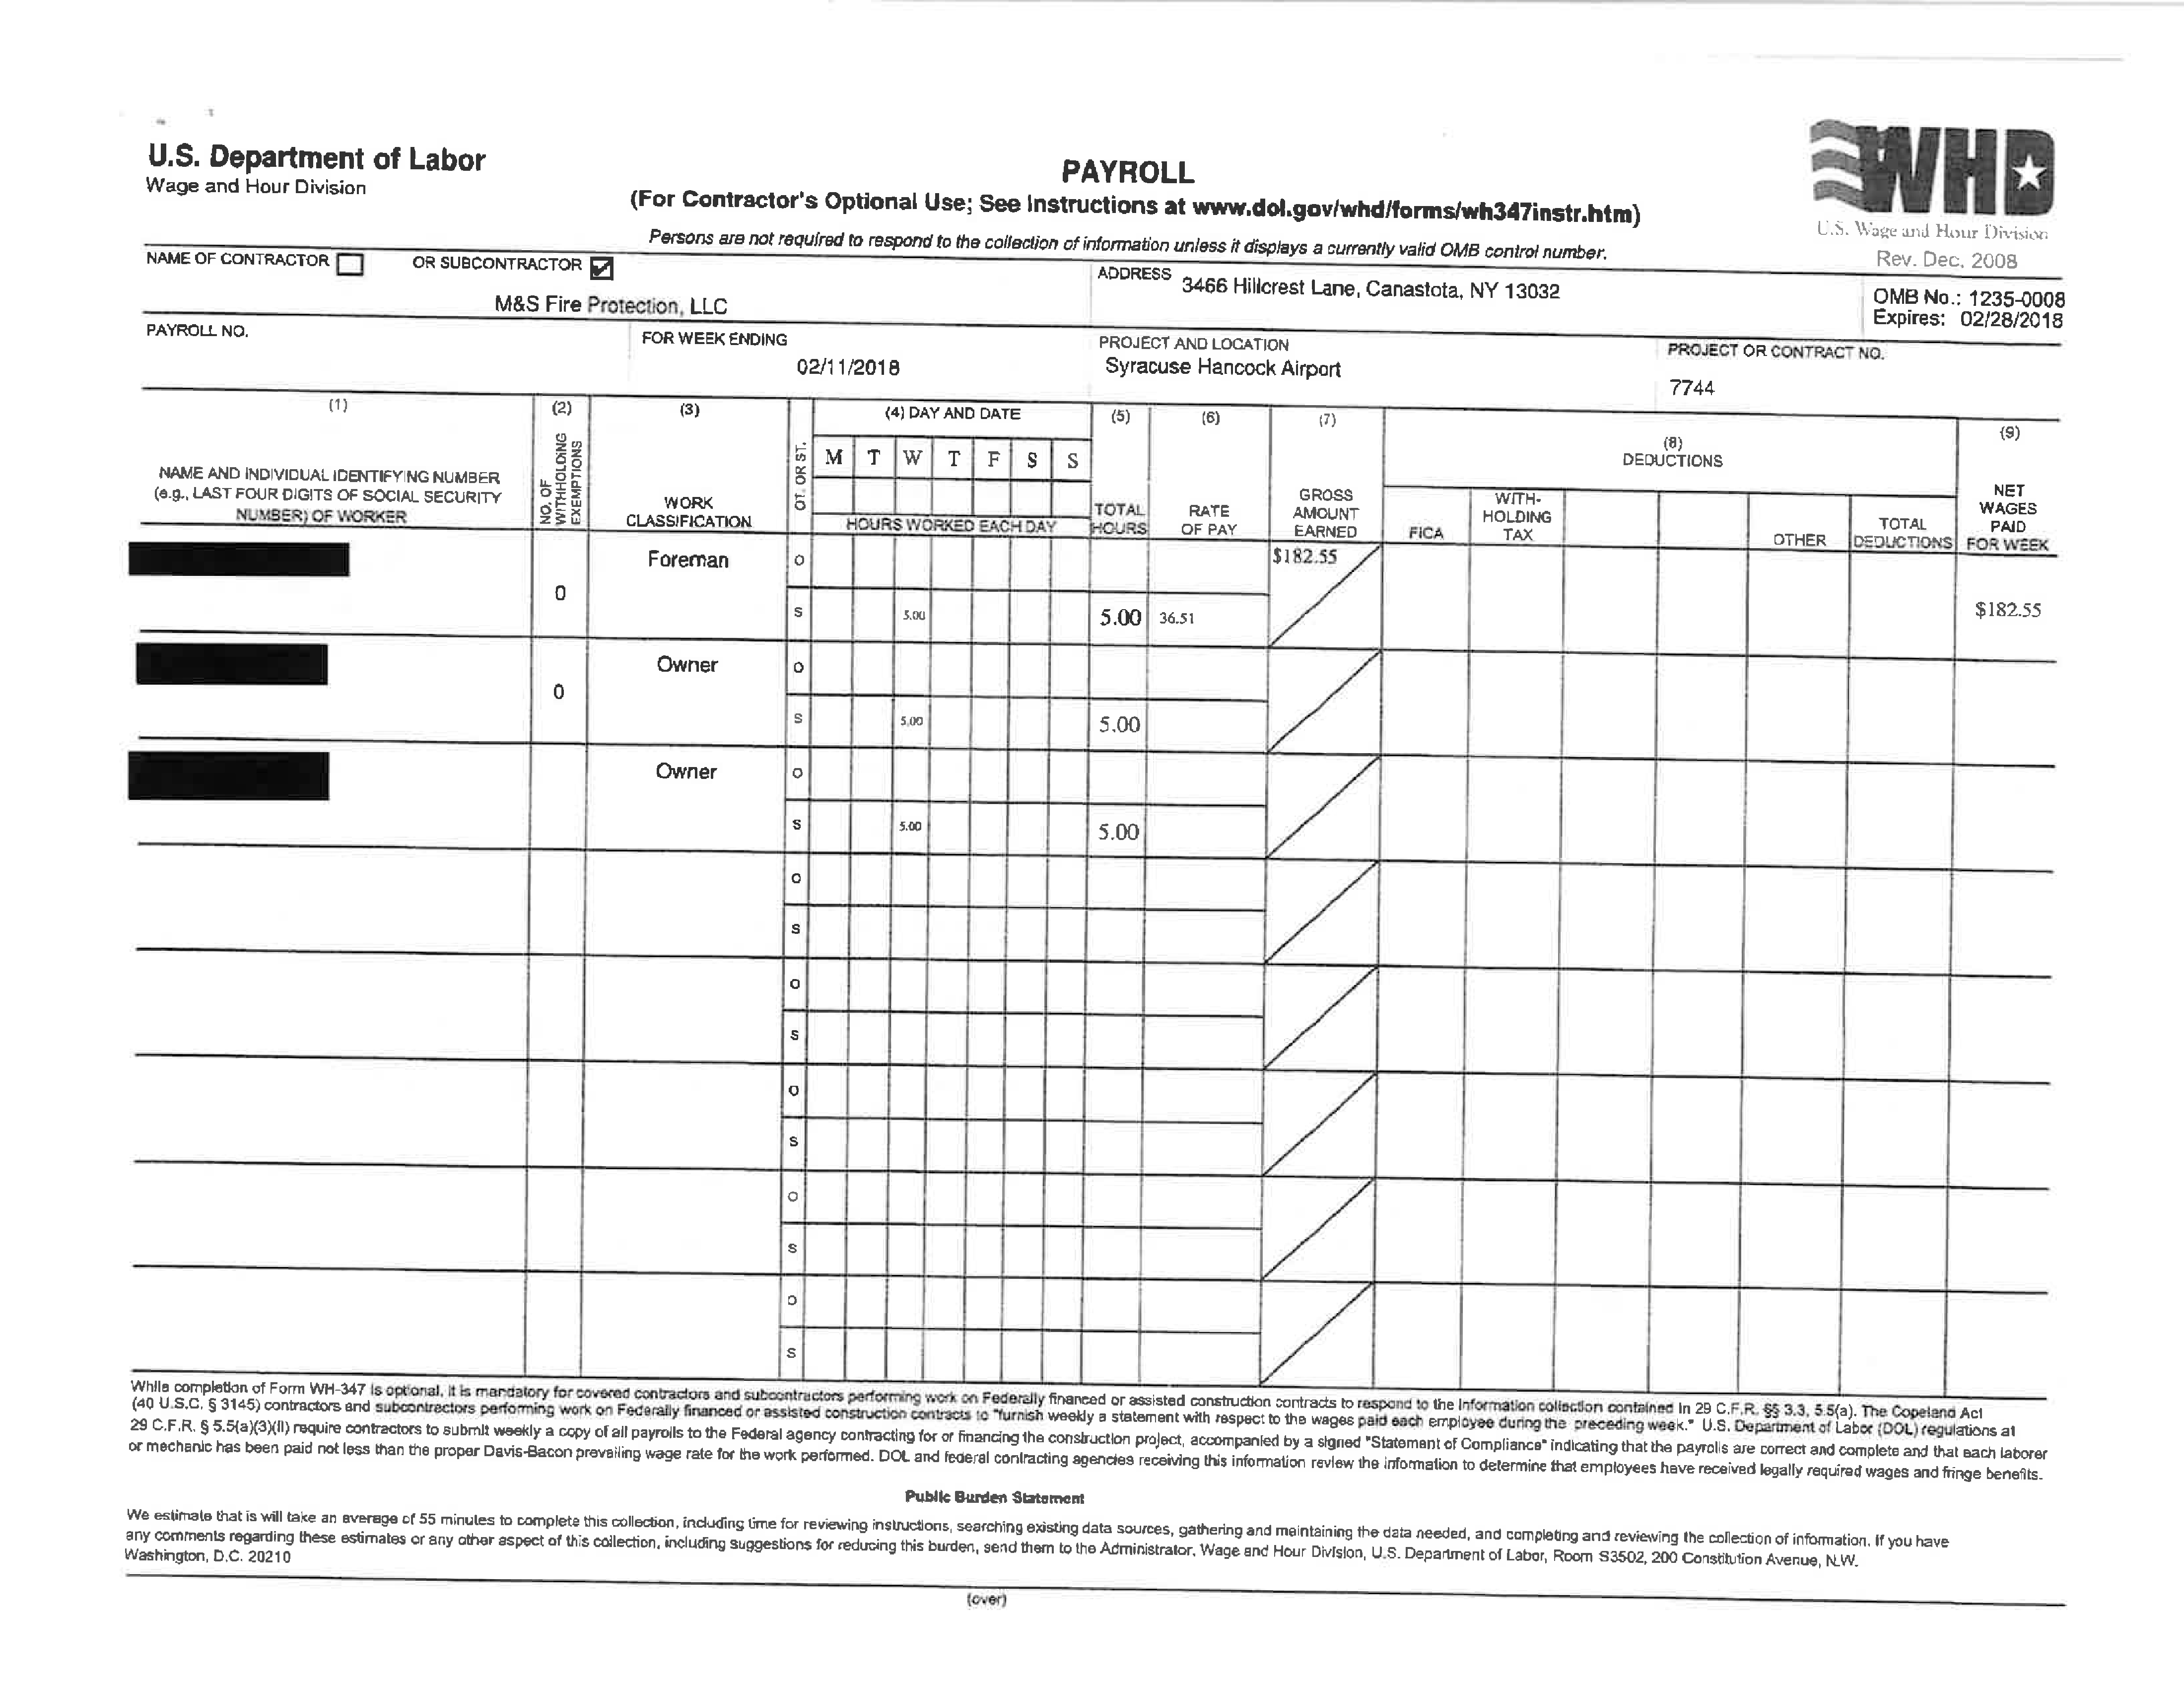 U.S. Department of Labor
Wage and Hour Division
PAYROLL
(For Contractor's Optional Use; See Instructions at www.dol.gov/whd/forms/wh347instr.htm)
Persons are not required to respond to the collection of information unless it displays a currently valid OMB control number.
WHD
U.S. Wage and Hour Division
Rev. Dec. 2008
NAME OF CONTRACTOR OR SUBCONTRACTOR
M&S Fire Protection, LLC
ADDRESS 3466 Hillcrest Lane, Canastota, NY 13032
OMB No.: 1235-0008
Expires: 02/28/2018
PAYROLL NO.
FOR WEEK ENDING
02/11/2018
PROJECT AND LOCATION
Syracuse Hancock Airport
PROJECT OR CONTRACT NO.
7744
(1)
NAME AND INDIVIDUAL IDENTIFYING NUMBER
(e.g., LAST FOUR DIGITS OF SOCIAL SECURITY
NUMBER) OF WORKER
(2)
NO. OF
WITHHOLDING
EXEMPTIONS
(3)
WORK
CLASSIFICATION
OT. OR ST.
(4) DAY AND DATE
M T W T F S S
HOURS WORKED EACH DAY
(5)
TOTAL
HOURS
(6)
RATE
OF PAY
(7)
GROSS
AMOUNT
EARNED
(8)
DEDUCTIONS
FICA
WITH-
HOLDING
TAX
OTHER
TOTAL
DEDUCTIONS
(9)
NET
WAGES
PAID
FOR WEEK
Foreman O $182.55
0
S 5.00 5.00 36.51 $182.55
Owner O
0
S 5.00 5.00
Owner O
S 5.00 5.00
O
S
O
S
O
S
O
S
O
S
While completion of Form WH-347 is optional, it is mandatory for covered contractors and subcontractors performing work on Federally financed or assisted construction contracts to respond to the information collection contained in 29 C.F.R. §§ 3.3, 5.5(a). The Copeland Act
(40 U.S.C. § 3145) contractors and subcontractors performing work on Federally financed or assisted construction contracts to "furnish weekly a statement with respect to the wages paid each employee during the preceding week." U.S. Department of Labor (DOL) regulations at
29 C.F.R. § 5.5(a)(3)(II) require contractors to submit weekly a copy of all payrolls to the Federal agency contracting for or financing the construction project, accompanied by a signed "Statement of Compliance" indicating that the payrolls are correct and complete and that each laborer
or mechanic has been paid not less than the proper Davis-Bacon prevailing wage rate for the work performed. DOL and federal contracting agencies receiving this information review the information to determine that employees have received legally required wages and fringe benefits.
Public Burden Statement
We estimate that is will take an average of 55 minutes to complete this collection, including time for reviewing instructions, searching existing data sources, gathering and maintaining the data needed, and completing and reviewing the collection of information. If you have
any comments regarding these estimates or any other aspect of this collection, including suggestions for reducing this burden, send them to the Administrator, Wage and Hour Division, U.S. Department of Labor, Room S3502, 200 Constitution Avenue, N.W.
Washington, D.C. 20210
(over)